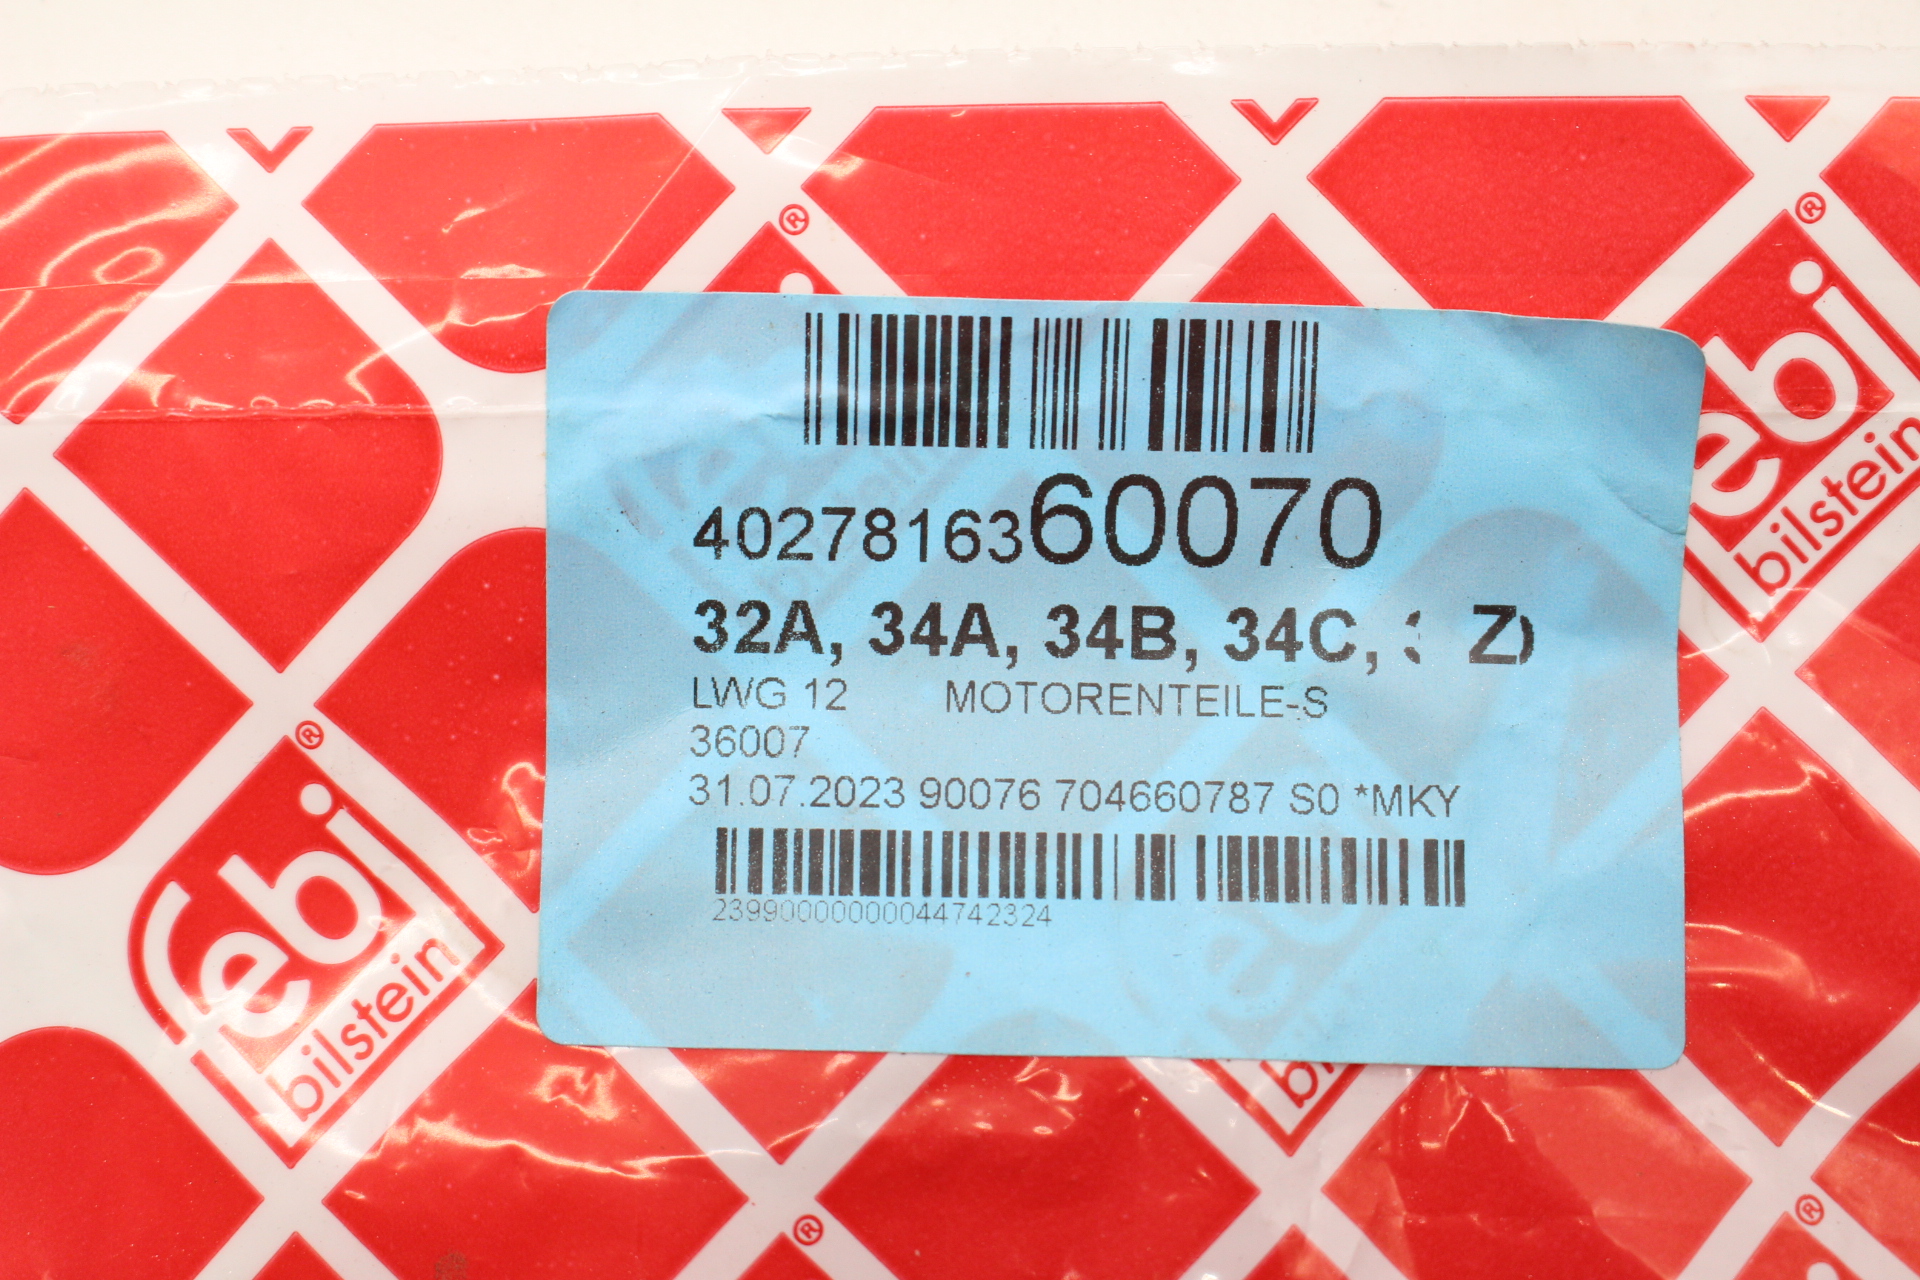 4027816360070
32A, 34A, 34B, 34C,
LWG 12 MOTORENTEILE-S
36007
31.07.2023 90076 704660787 S0 *MKY
23990000000044742324
febi
bilstein
febi
bilstein